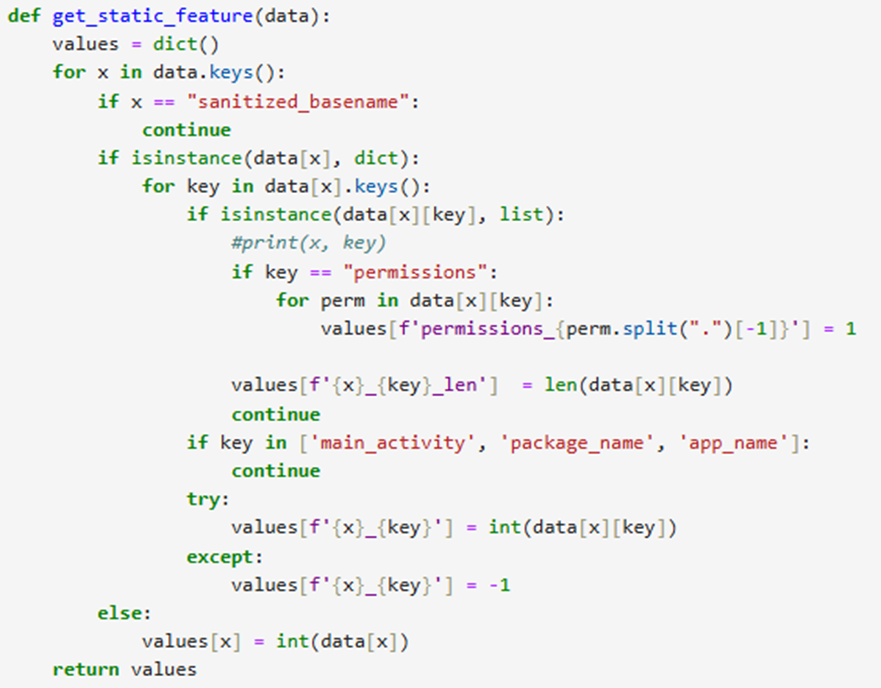 def get_static_feature(data):
    values = dict()
    for x in data.keys():
        if x == "sanitized_basename":
            continue
        if isinstance(data[x], dict):
            for key in data[x].keys():
                if isinstance(data[x][key], list):
                    #print(x, key)
                    if key == "permissions":
                        for perm in data[x][key]:
                            values[f'permissions_{perm.split(".")[-1]}'] = 1

                    values[f'{x}_{key}_len']  = len(data[x][key])
                    continue
                if key in ['main_activity', 'package_name', 'app_name']:
                    continue
                try:
                    values[f'{x}_{key}'] = int(data[x][key])
                except:
                    values[f'{x}_{key}'] = -1
        else:
            values[x] = int(data[x])
    return values